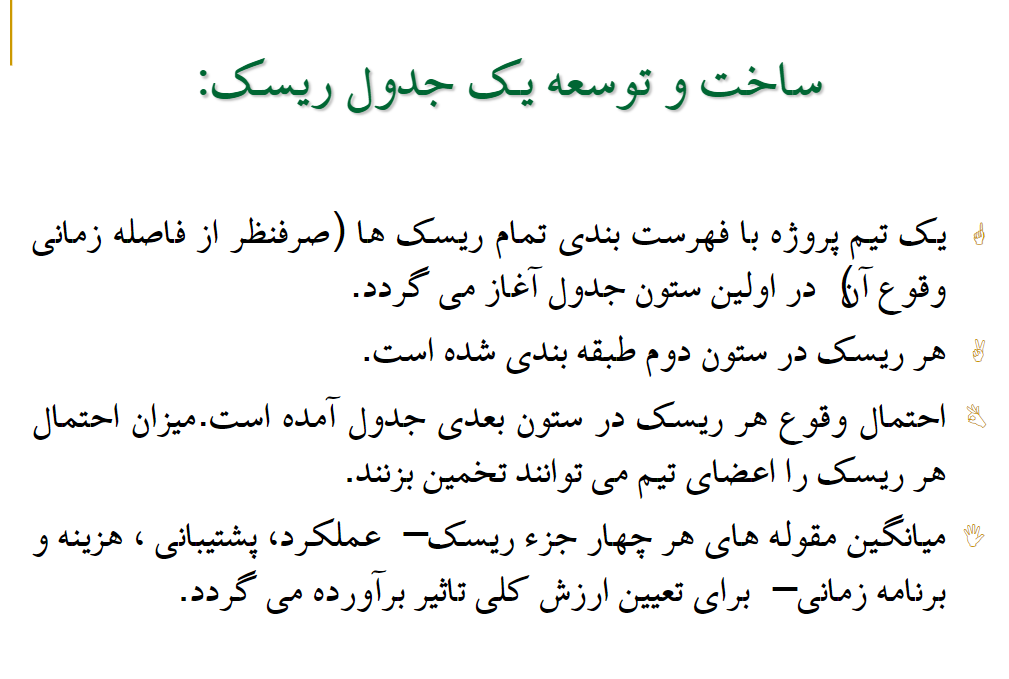 ساخت و توسعه یک جدول ریسک:
یک تیم پروژه با فهرست بندی تمام ریسک ها (صرفنظر از فاصله زمانی
وقوع آن) در اولین ستون جدول آغاز می گردد.
هر ریسک در ستون دوم طبقه بندی شده است.
احتمال وقوع هر ریسک در ستون بعدی جدول آمده است.میزان احتمال
هر ریسک را اعضای تیم می توانند تخمین بزنند.
میانگین مقوله های هر چهار جزء ریسک– عملکرد، پشتیبانی ، هزینه و
برنامه زمانی– برای تعیین ارزش کلی تاثیر برآورده می گردد.